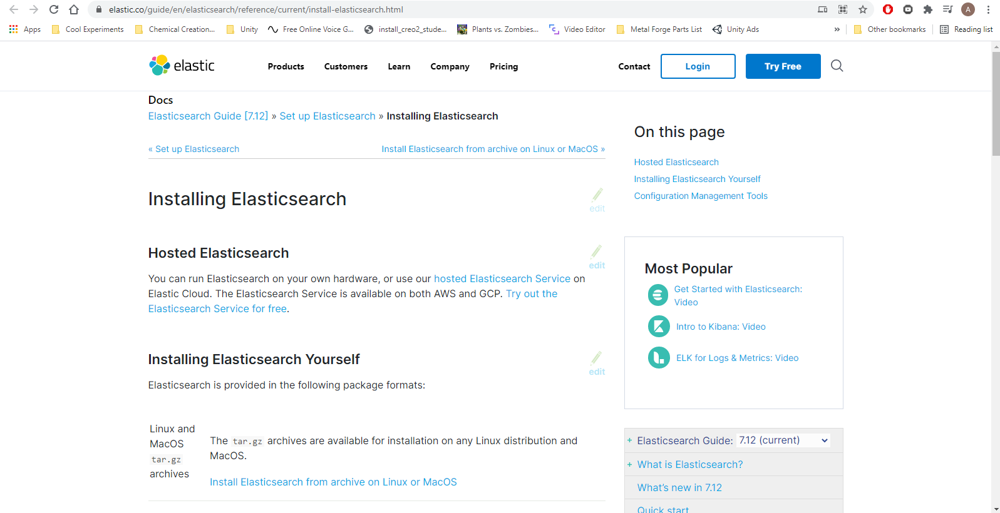 elastic.co/guide/en/elasticsearch/reference/current/install-elasticsearch.html
A
Apps
Cool Experiments
Chemical Creation...
Unity
Free Online Voice G...
install_creo2_stude...
Plants vs. Zombies...
Video Editor
Metal Forge Parts List
Unity Ads
»
Other bookmarks
Reading list
elastic
Products
Customers
Learn
Company
Pricing
Contact
Login
Try Free
Docs
Elasticsearch Guide [7.12] » Set up Elasticsearch » Installing Elasticsearch
« Set up Elasticsearch
Install Elasticsearch from archive on Linux or MacOS »
Installing Elasticsearch
edit
Hosted Elasticsearch
edit
You can run Elasticsearch on your own hardware, or use our hosted Elasticsearch Service on
Elastic Cloud. The Elasticsearch Service is available on both AWS and GCP. Try out the
Elasticsearch Service for free.
Installing Elasticsearch Yourself
edit
Elasticsearch is provided in the following package formats:
Linux and
MacOS
tar.gz
archives
The tar.gz archives are available for installation on any Linux distribution and
MacOS.
Install Elasticsearch from archive on Linux or MacOS
On this page
Hosted Elasticsearch
Installing Elasticsearch Yourself
Configuration Management Tools
Most Popular
Get Started with Elasticsearch:
Video
Intro to Kibana: Video
ELK for Logs & Metrics: Video
+ Elasticsearch Guide: 7.12 (current)
+ What is Elasticsearch?
What's new in 7.12
Quick start